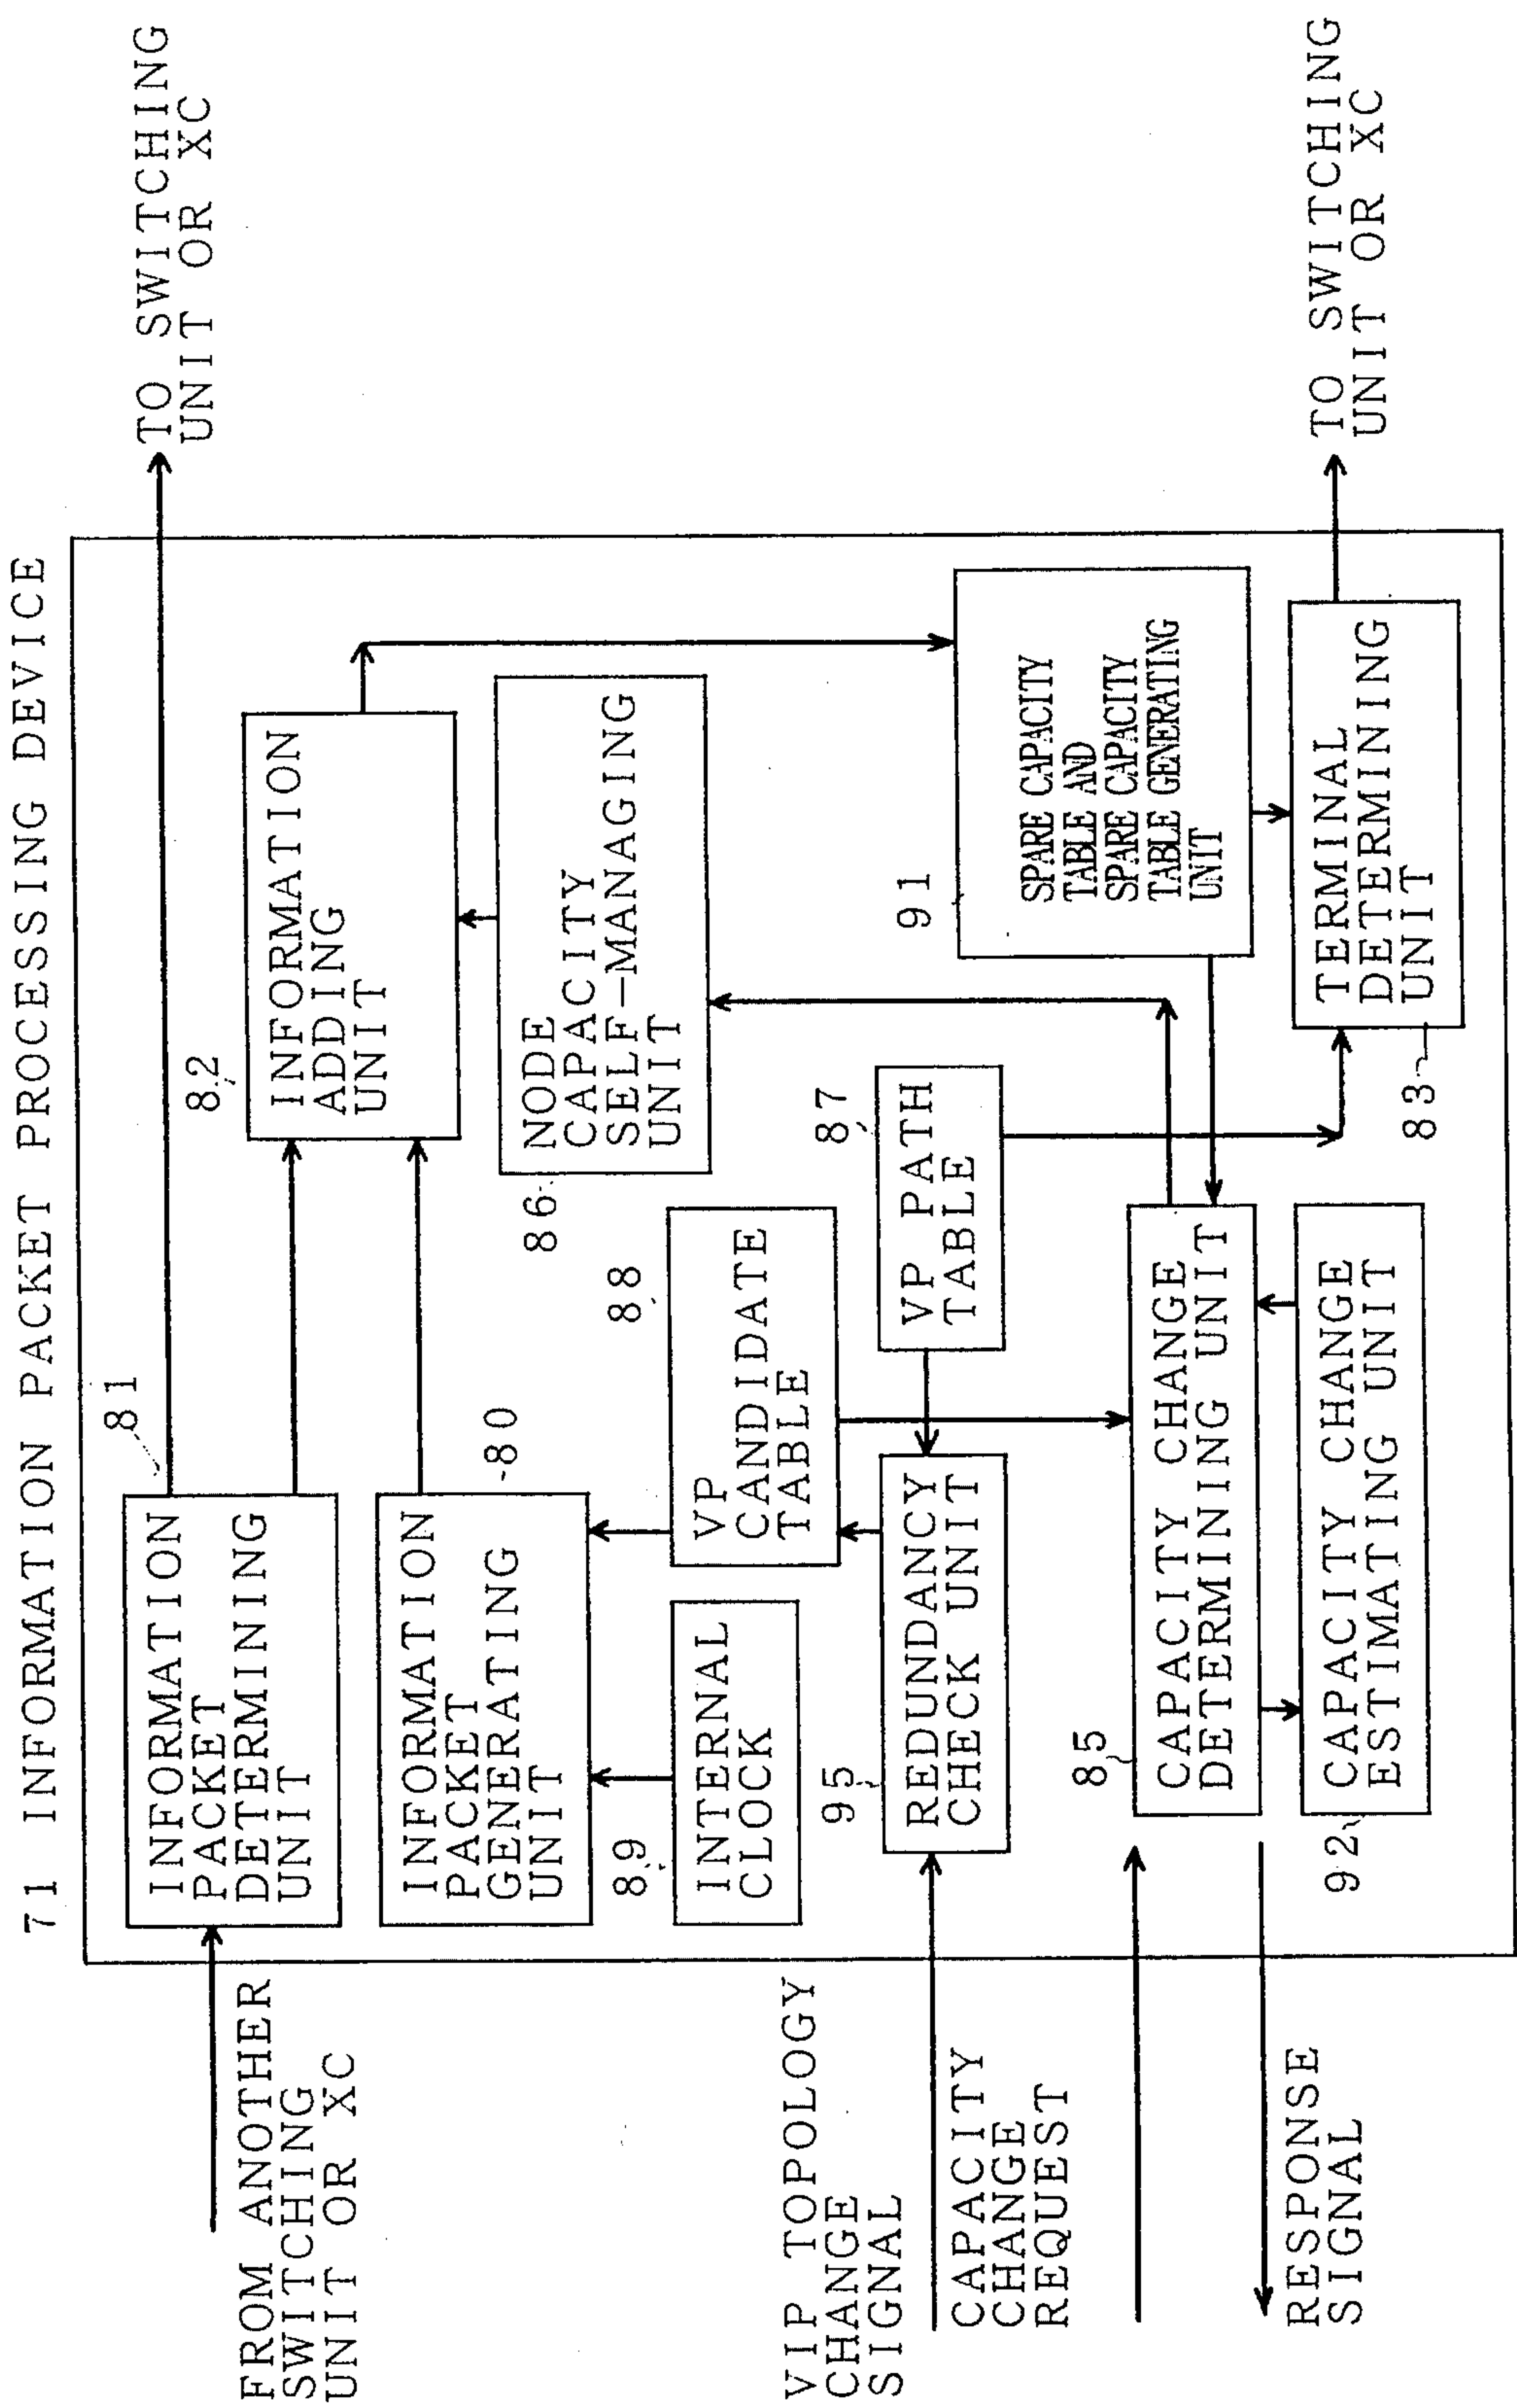 71 INFORMATION PACKET PROCESSING DEVICE
FROM ANOTHER
SWITCHING
UNIT OR XC
81
INFORMATION
PACKET
DETERMINING
UNIT
TO SWITCHING
UNIT OR XC
82
INFORMATION
ADDING
UNIT
80
INFORMATION
PACKET
GENERATING
UNIT
86
NODE
CAPACITY
SELF-MANAGING
UNIT
89
INTERNAL
CLOCK
88
VP
CANDIDATE
TABLE
VIP TOPOLOGY
CHANGE
SIGNAL
95
REDUNDANCY
CHECK UNIT
87
VP PATH
TABLE
91
SPARE CAPACITY
TABLE AND
SPARE CAPACITY
TABLE GENERATING
UNIT
CAPACITY
CHANGE
REQUEST
85
CAPACITY CHANGE
DETERMINING UNIT
RESPONSE
SIGNAL
92
CAPACITY CHANGE
ESTIMATING UNIT
83
TERMINAL
DETERMINING
UNIT
TO SWITCHING
UNIT OR XC